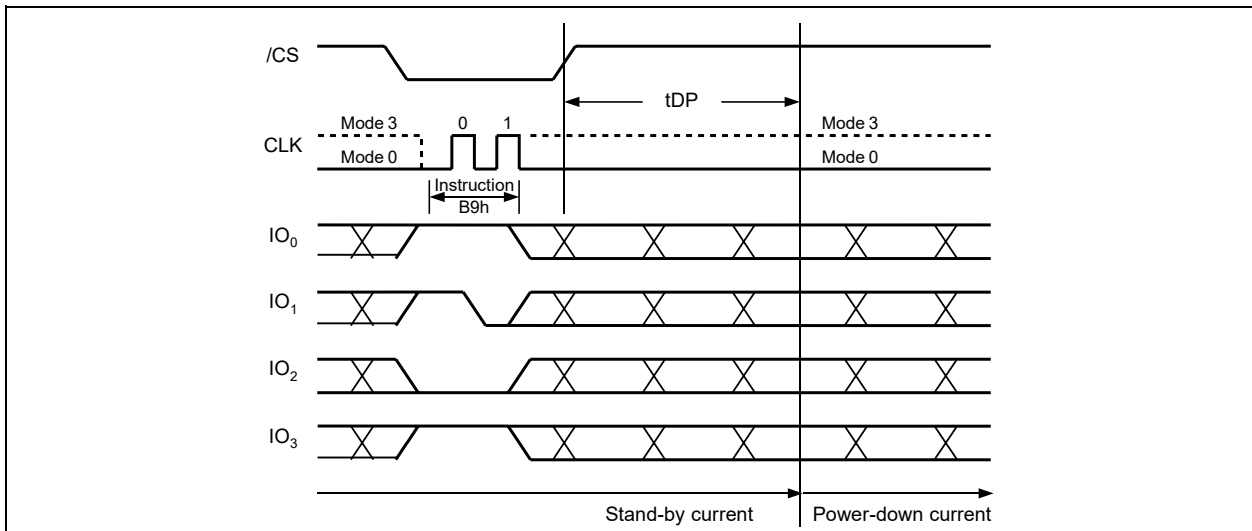 /CS
tDP
Mode 3 0 1 Mode 3
CLK
Mode 0 Mode 0
Instruction
B9h
IO0
IO1
IO2
IO3
Stand-by current Power-down current